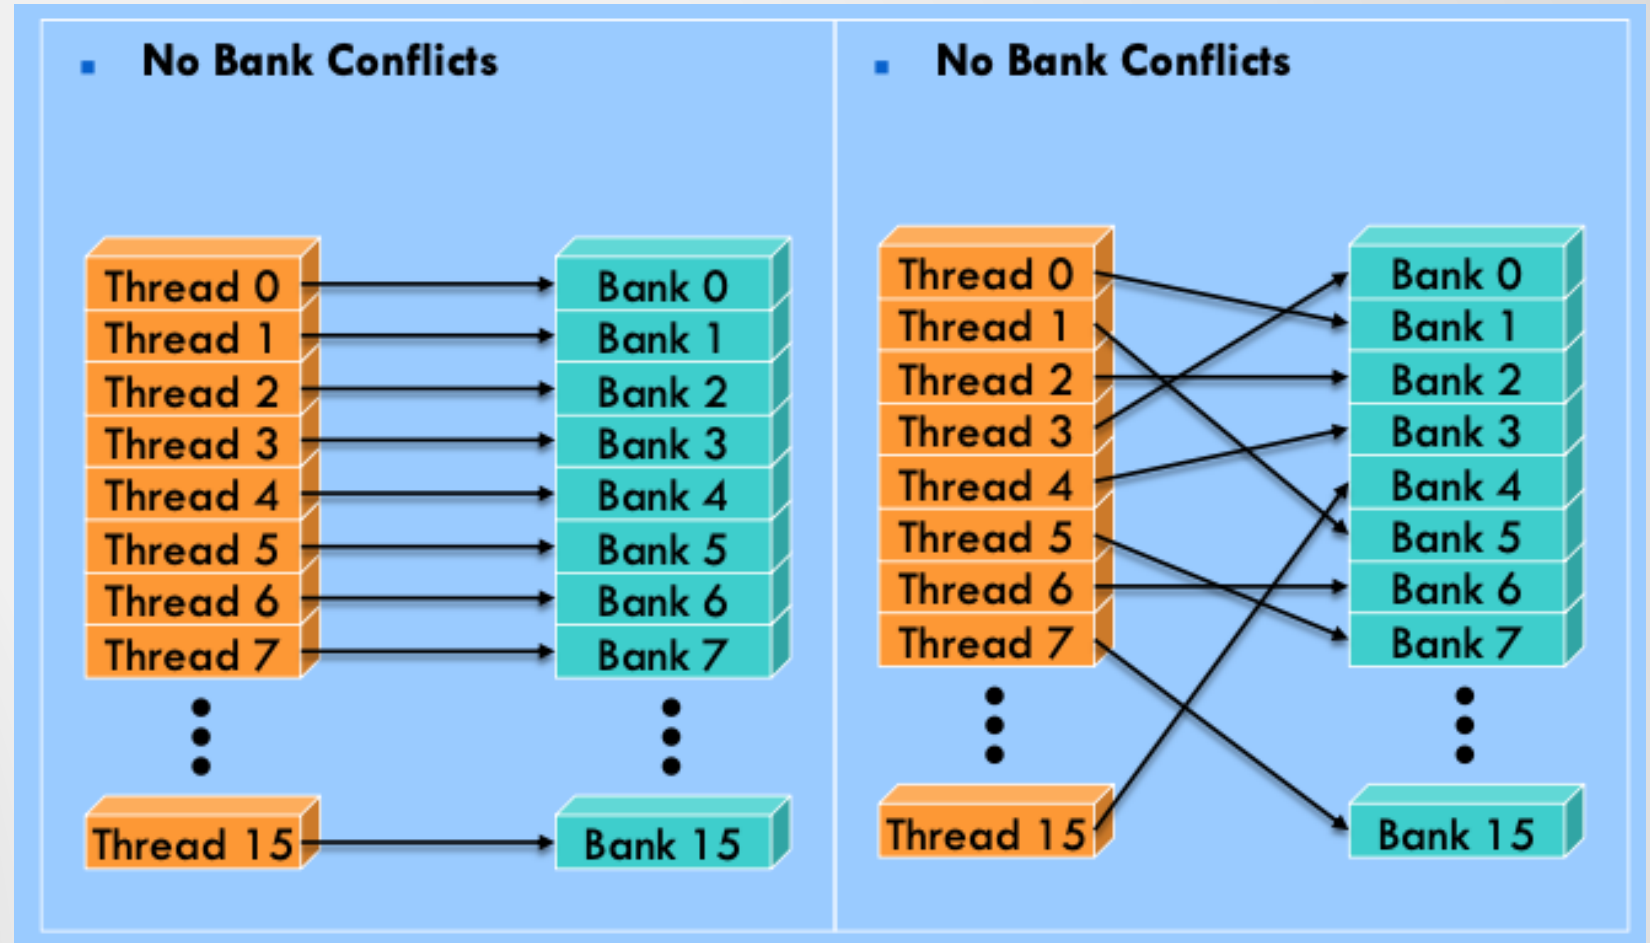 No Bank Conflicts
Thread 0
Bank 0
Thread 1
Bank 1
Thread 2
Bank 2
Thread 3
Bank 3
Thread 4
Bank 4
Thread 5
Bank 5
Thread 6
Bank 6
Thread 7
Bank 7
Thread 15
Bank 15
No Bank Conflicts
Thread 0
Bank 0
Thread 1
Bank 1
Thread 2
Bank 2
Thread 3
Bank 3
Thread 4
Bank 4
Thread 5
Bank 5
Thread 6
Bank 6
Thread 7
Bank 7
Thread 15
Bank 15